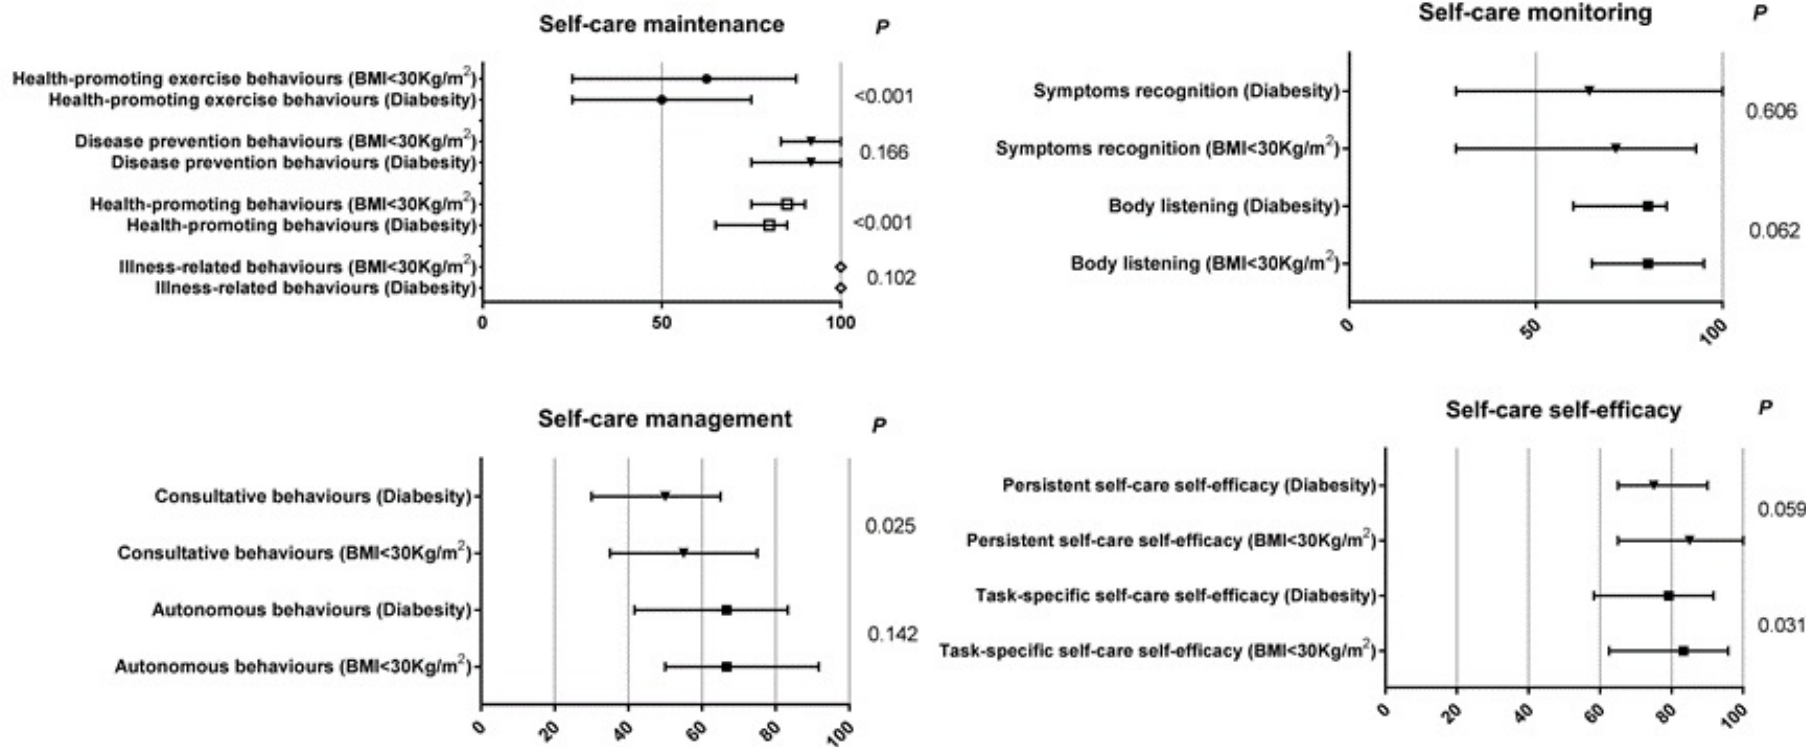 Self-care maintenance P
Health-promoting exercise behaviours (BMI<30Kg/m²)
Health-promoting exercise behaviours (Diabesity)
<0.001
Disease prevention behaviours (BMI<30Kg/m²)
Disease prevention behaviours (Diabesity)
0.166
Health-promoting behaviours (BMI<30Kg/m²)
Health-promoting behaviours (Diabesity)
<0.001
Illness-related behaviours (BMI<30Kg/m²)
Illness-related behaviours (Diabesity)
0.102
0 50 100
Self-care monitoring P
Symptoms recognition (Diabesity)
0.606
Symptoms recognition (BMI<30Kg/m²)
Body listening (Diabesity)
0.062
Body listening (BMI<30Kg/m²)
0 50 100
Self-care management P
Consultative behaviours (Diabesity)
0.025
Consultative behaviours (BMI<30Kg/m²)
Autonomous behaviours (Diabesity)
0.142
Autonomous behaviours (BMI<30Kg/m²)
0 20 40 60 80 100
Self-care self-efficacy P
Persistent self-care self-efficacy (Diabesity)
0.059
Persistent self-care self-efficacy (BMI<30Kg/m²)
Task-specific self-care self-efficacy (Diabesity)
0.031
Task-specific self-care self-efficacy (BMI<30Kg/m²)
0 20 40 60 80 100